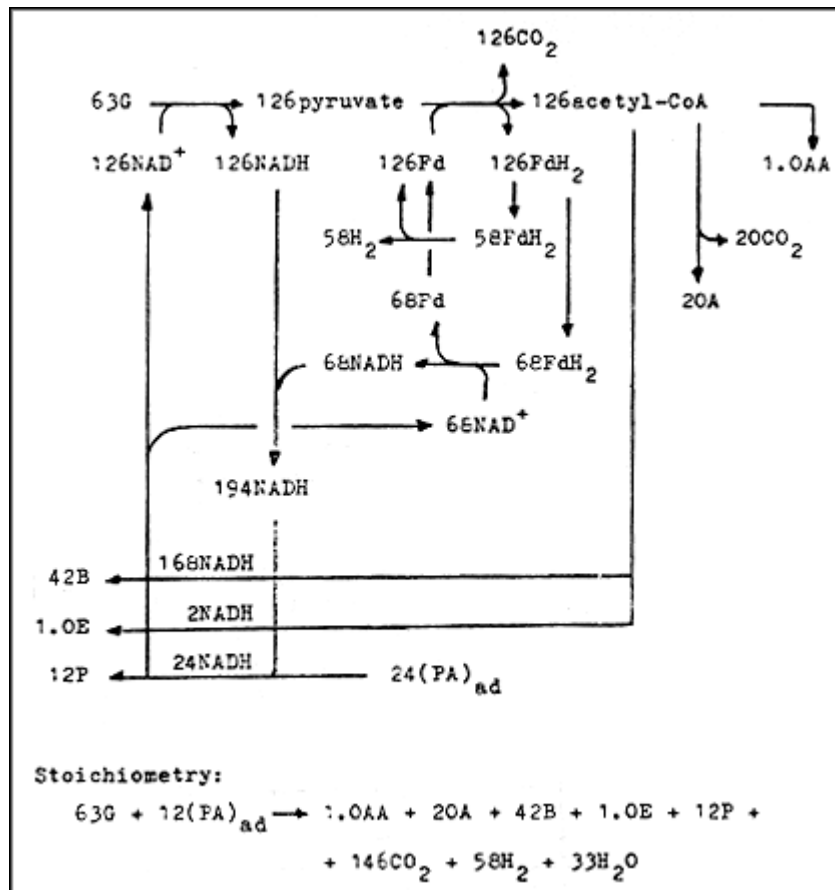 126CO2
63G 126pyruvate 126acetyl-CoA
126NAD+ 126NADH 126Fd 126FdH2 1.0AA
58H2 58FdH2 20CO2
68Fd 20A
68NADH 68FdH2
68NAD+
194NADH
42B 168NADH
1.0E 2NADH
12P 24NADH 24(PA)ad
Stoichiometry:
63G + 12(PA)ad → 1.0AA + 20A + 42B + 1.0E + 12P +
+ 146CO2 + 58H2 + 33H2O